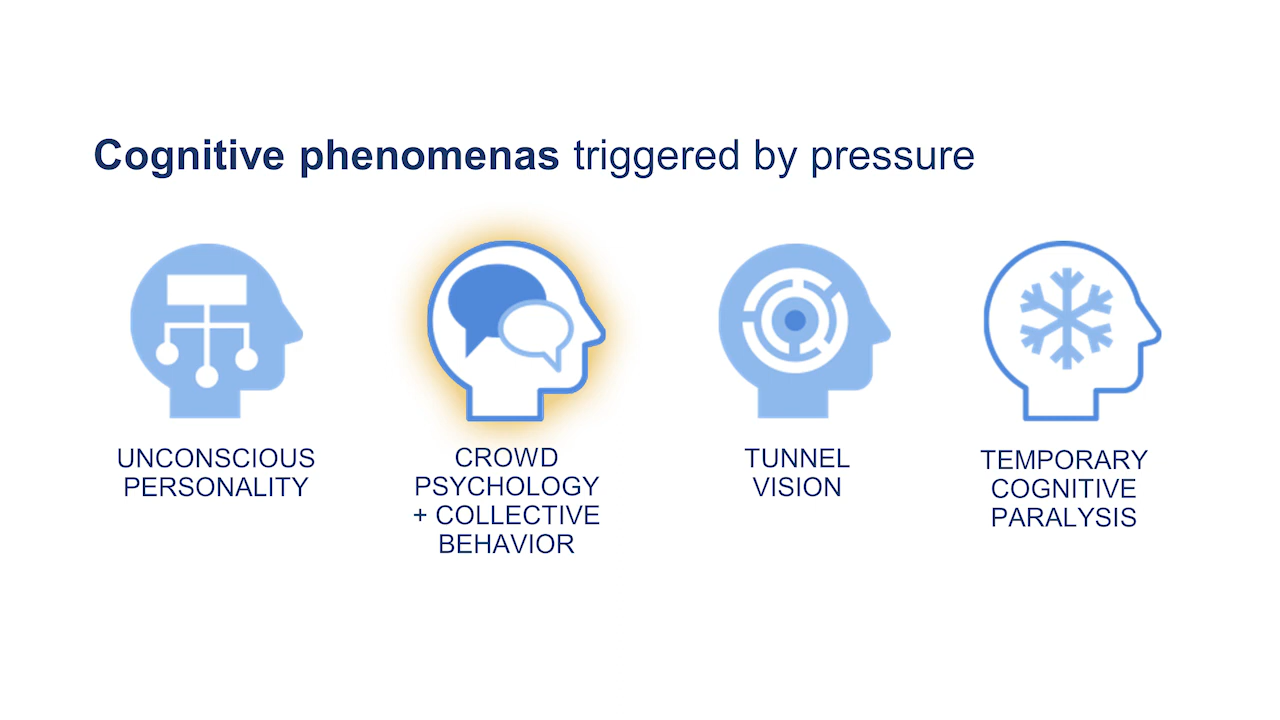 Cognitive phenomenas triggered by pressure
UNCONSCIOUS
PERSONALITY
CROWD
PSYCHOLOGY
+ COLLECTIVE
BEHAVIOR
TUNNEL
VISION
TEMPORARY
COGNITIVE
PARALYSIS